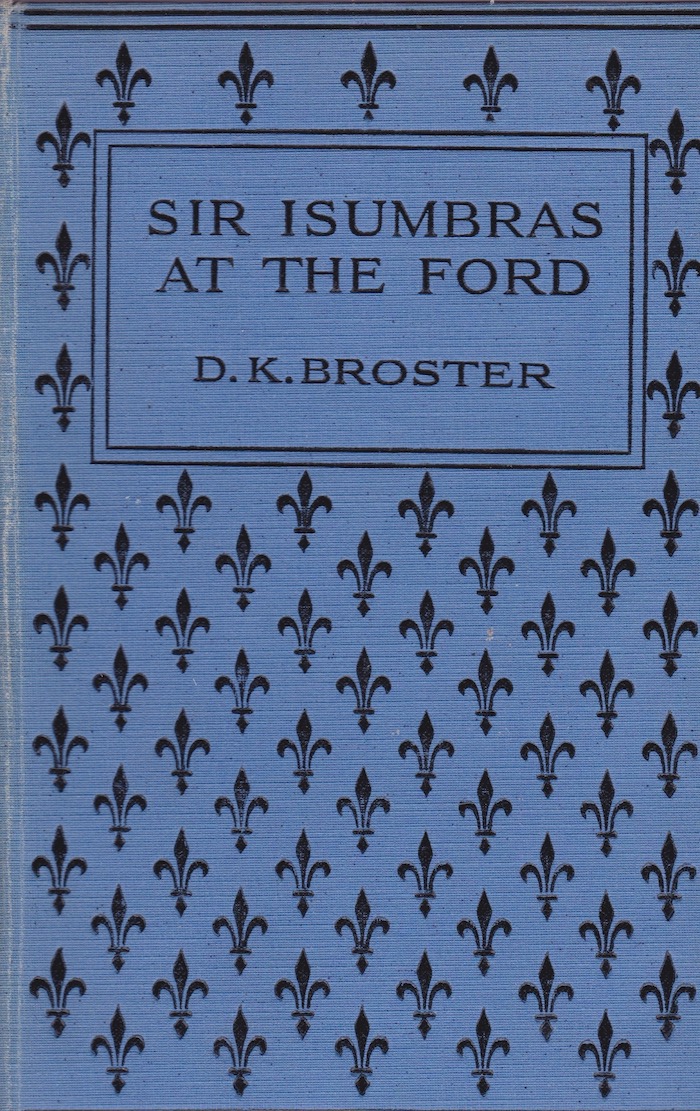 SIR ISUMBRAS
AT THE FORD
D.K.BROSTER